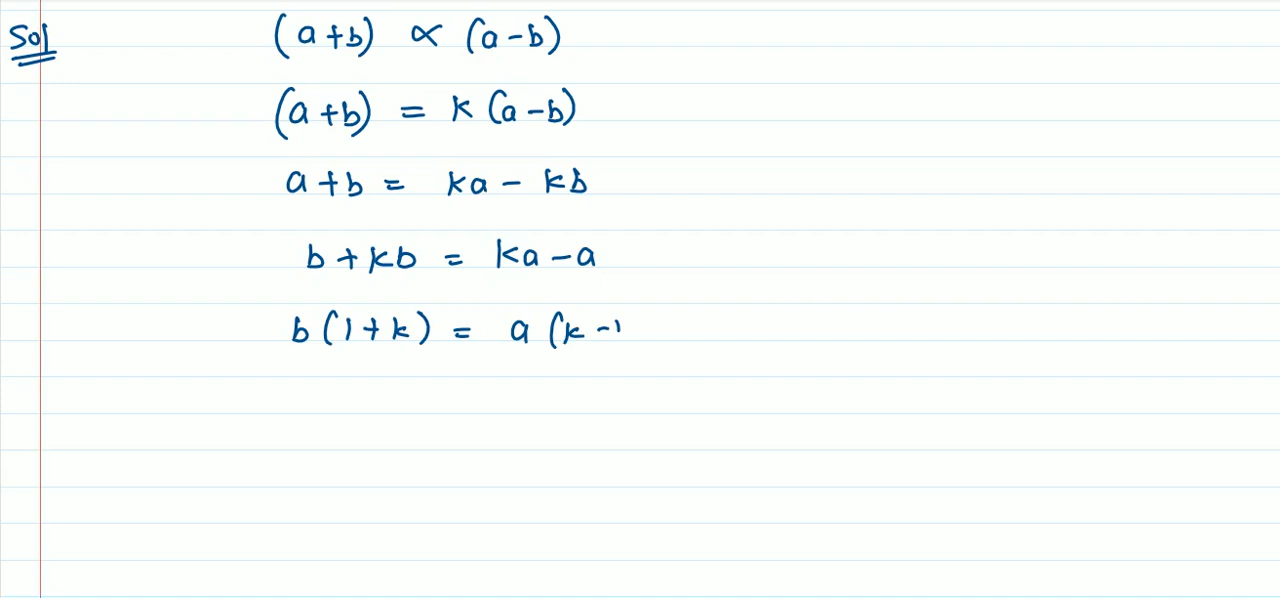 Sol (a+b) ∝ (a-b)
(a+b) = k (a-b)
a+b = ka - kb
b+kb = ka-a
b(1+k) = a (k-1